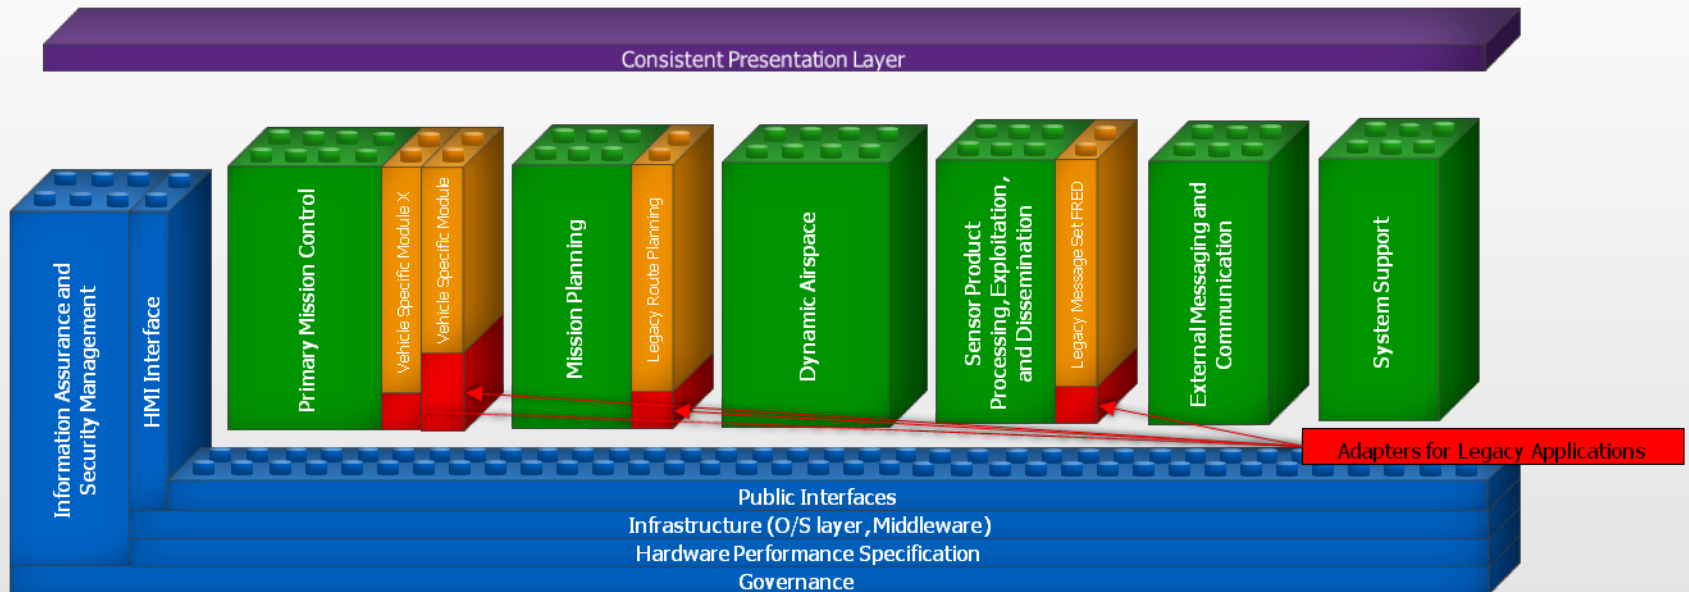 Consistent Presentation Layer
Information Assurance and
Security Management
HMI Interface
Primary Mission Control
Vehicle Specific Module X
Vehicle Specific Module
Mission Planning
Legacy Route Planning
Dynamic Airspace
Sensor Product
Processing, Exploitation,
and Dissemination
Legacy Message Set FRED
External Messaging and
Communication
System Support
Adapters for Legacy Applications
Public Interfaces
Infrastructure (O/S layer, Middleware)
Hardware Performance Specification
Governance